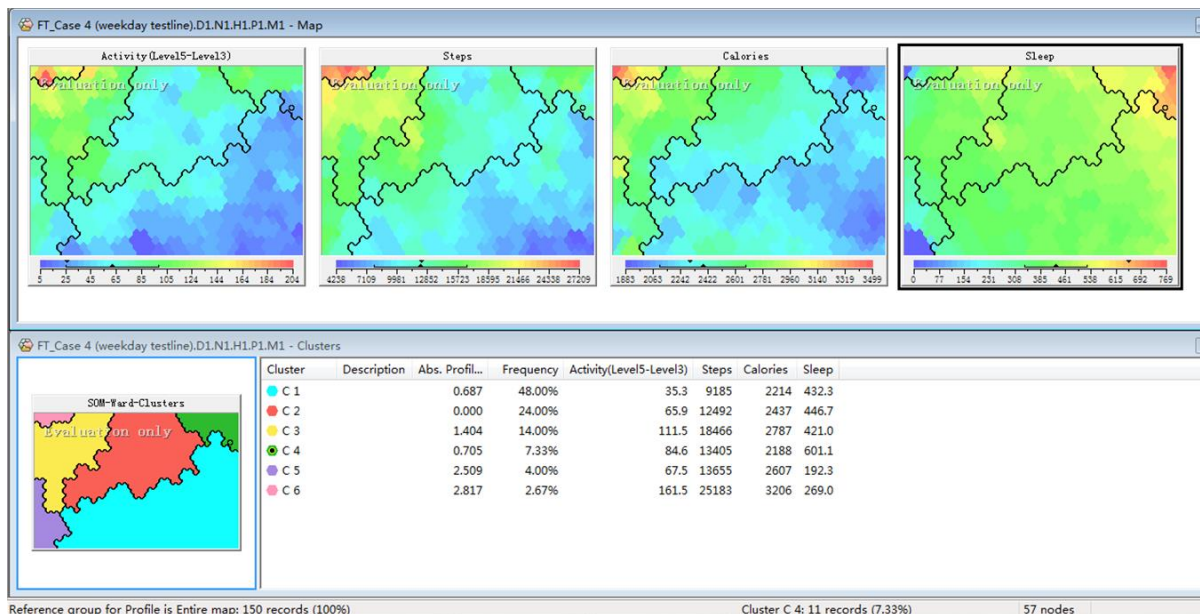 FT_Case 4 (weekday testline).D1.N1.H1.P1.M1 - Map
Activity(Level5-Level3) Steps Calories Sleep
Evaluation only Evaluation only Evaluation only Evaluation only
5 25 45 65 85 105 124 144 164 184 204 4238 7109 9981 12852 15723 18595 21466 24338 27209 1883 2063 2242 2422 2601 2781 2960 3140 3319 3499 0 77 154 231 308 385 461 538 615 692 769
FT_Case 4 (weekday testline).D1.N1.H1.P1.M1 - Clusters
Cluster Description Abs. Profil... Frequency Activity(Level5-Level3) Steps Calories Sleep
C 1 0.687 48.00% 35.3 9185 2214 432.3
SOM-Ward-Clusters
C 2 0.000 24.00% 65.9 12492 2437 446.7
Evaluation only
C 3 1.404 14.00% 111.5 18466 2787 421.0
C 4 0.705 7.33% 84.6 13405 2188 601.1
C 5 2.509 4.00% 67.5 13655 2607 192.3
C 6 2.817 2.67% 161.5 25183 3206 269.0
Reference group for Profile is Entire map: 150 records (100%) Cluster C 4: 11 records (7.33%) 57 nodes